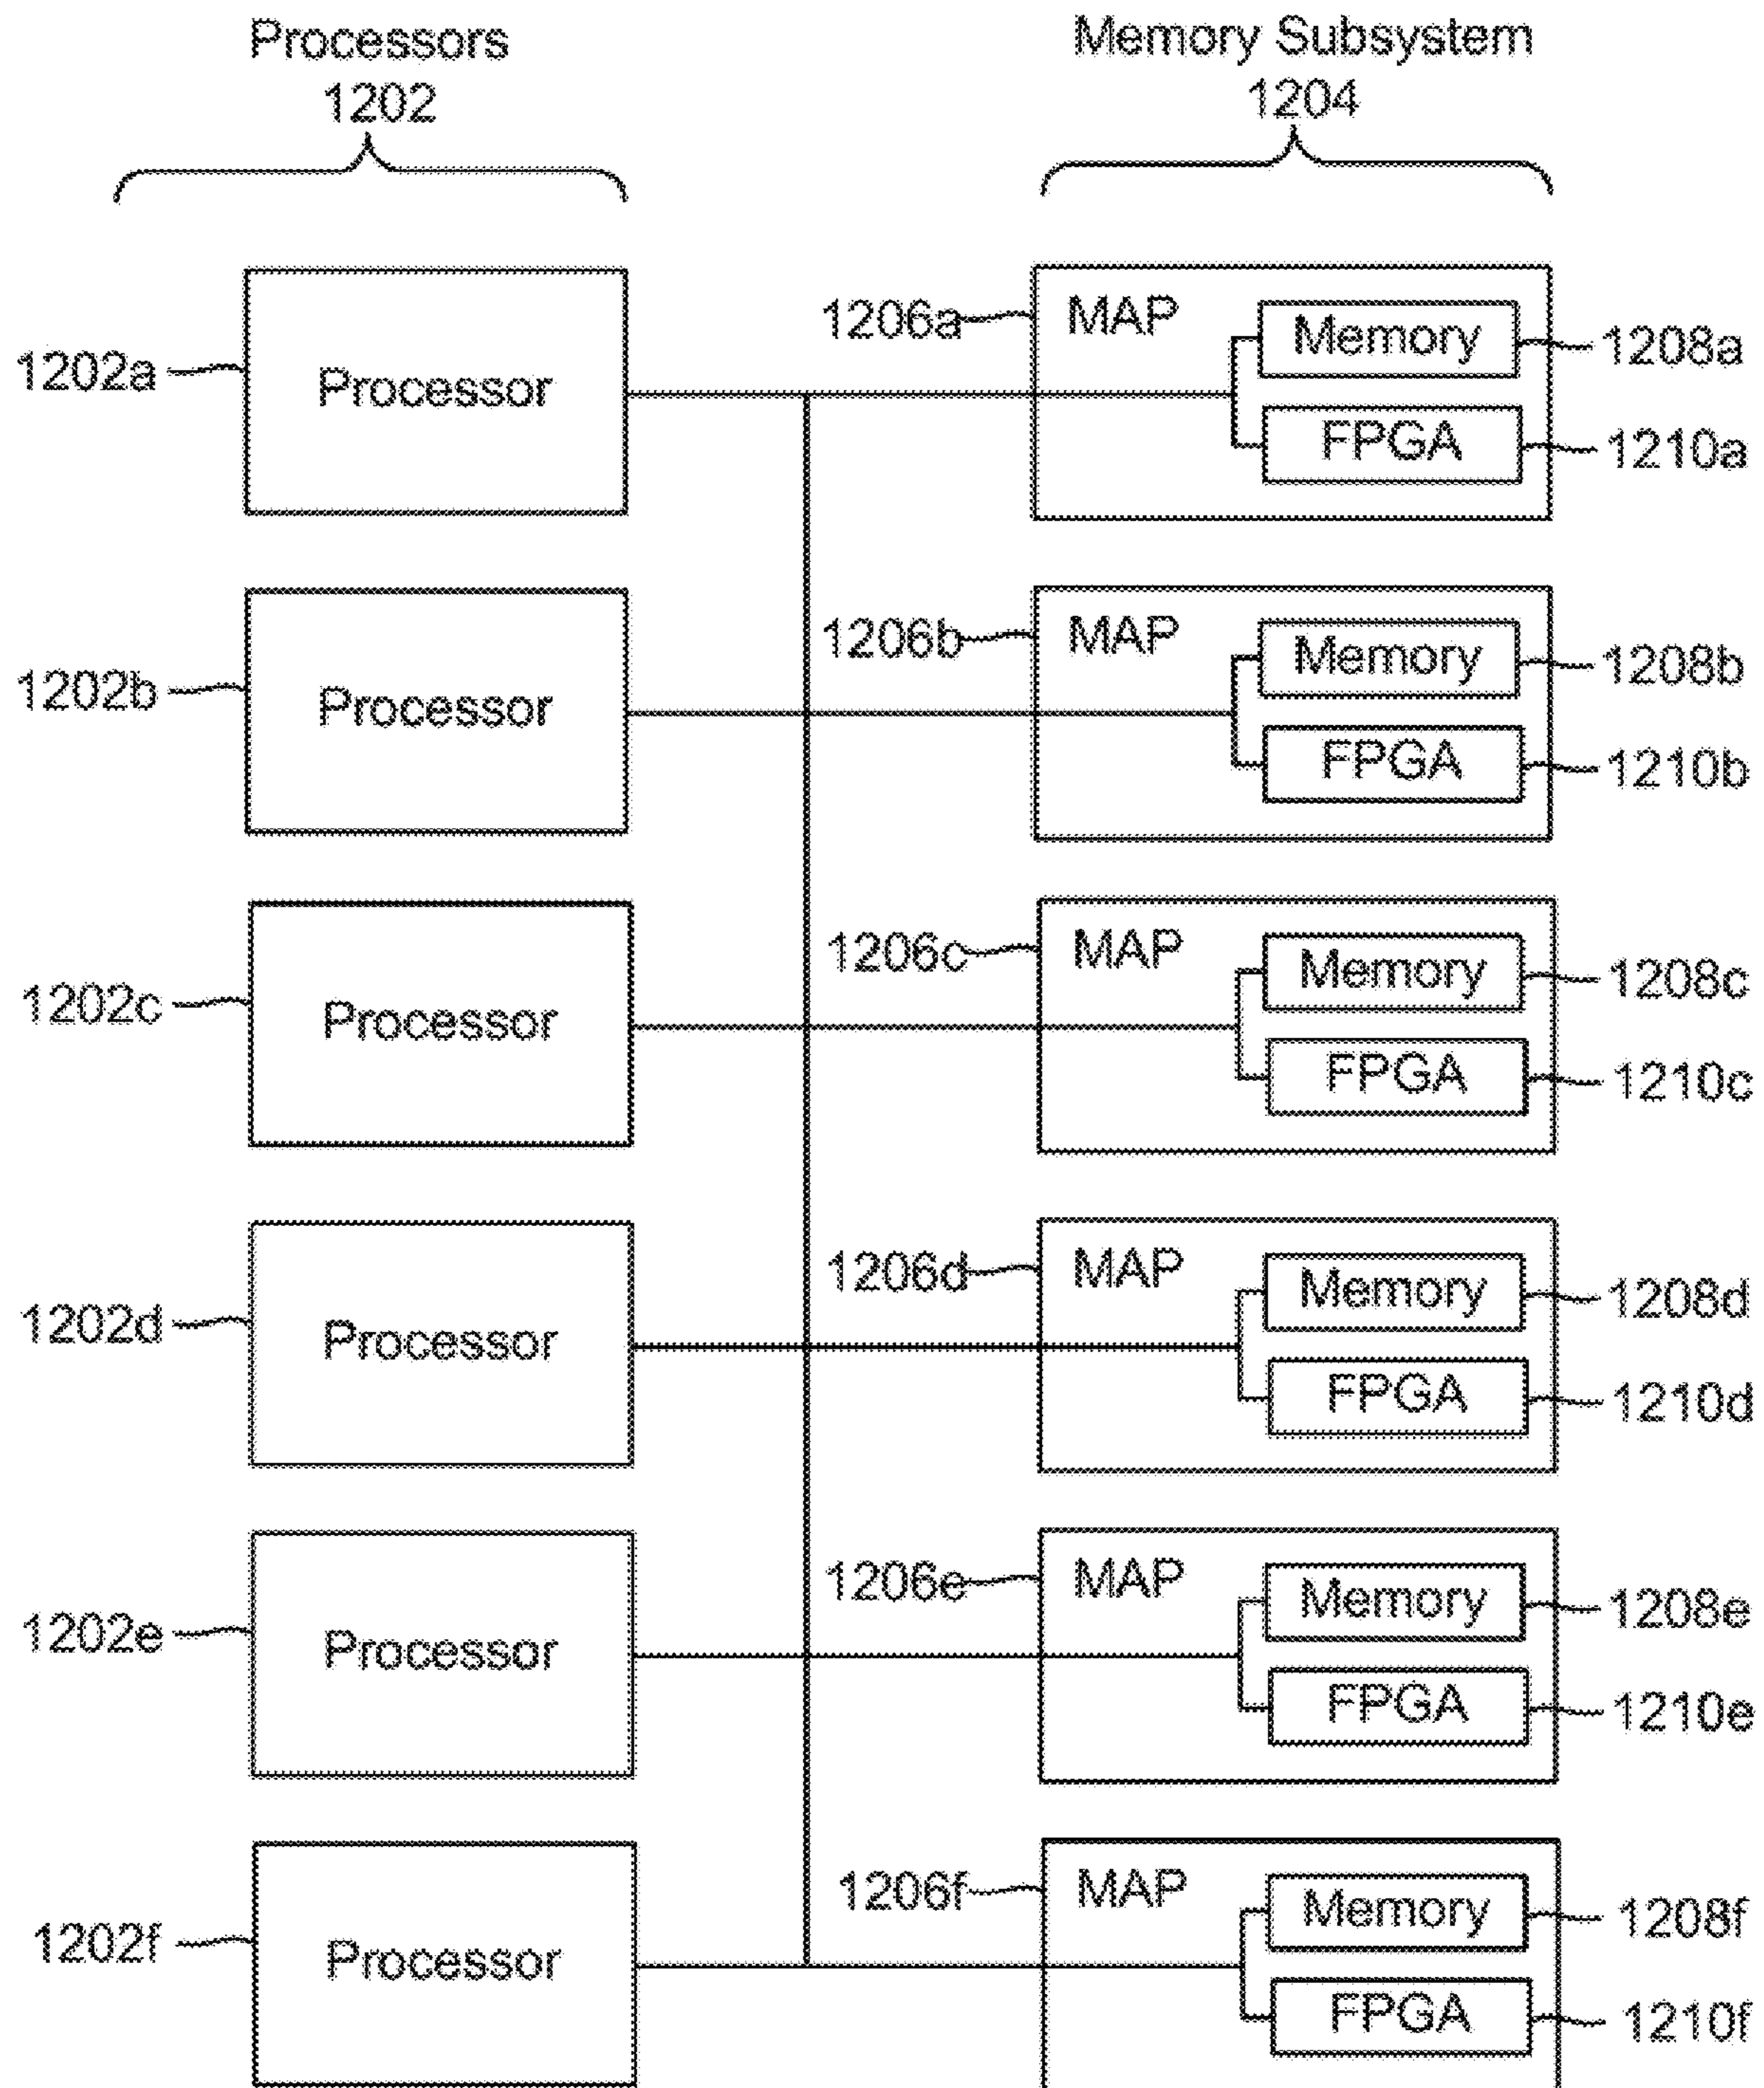 Processors
1202
Memory Subsystem
1204
1202a
Processor
1206a
MAP
Memory
1208a
FPGA
1210a
1202b
Processor
1206b
MAP
Memory
1208b
FPGA
1210b
1202c
Processor
1206c
MAP
Memory
1208c
FPGA
1210c
1202d
Processor
1206d
MAP
Memory
1208d
FPGA
1210d
1202e
Processor
1206e
MAP
Memory
1208e
FPGA
1210e
1202f
Processor
1206f
MAP
Memory
1208f
FPGA
1210f